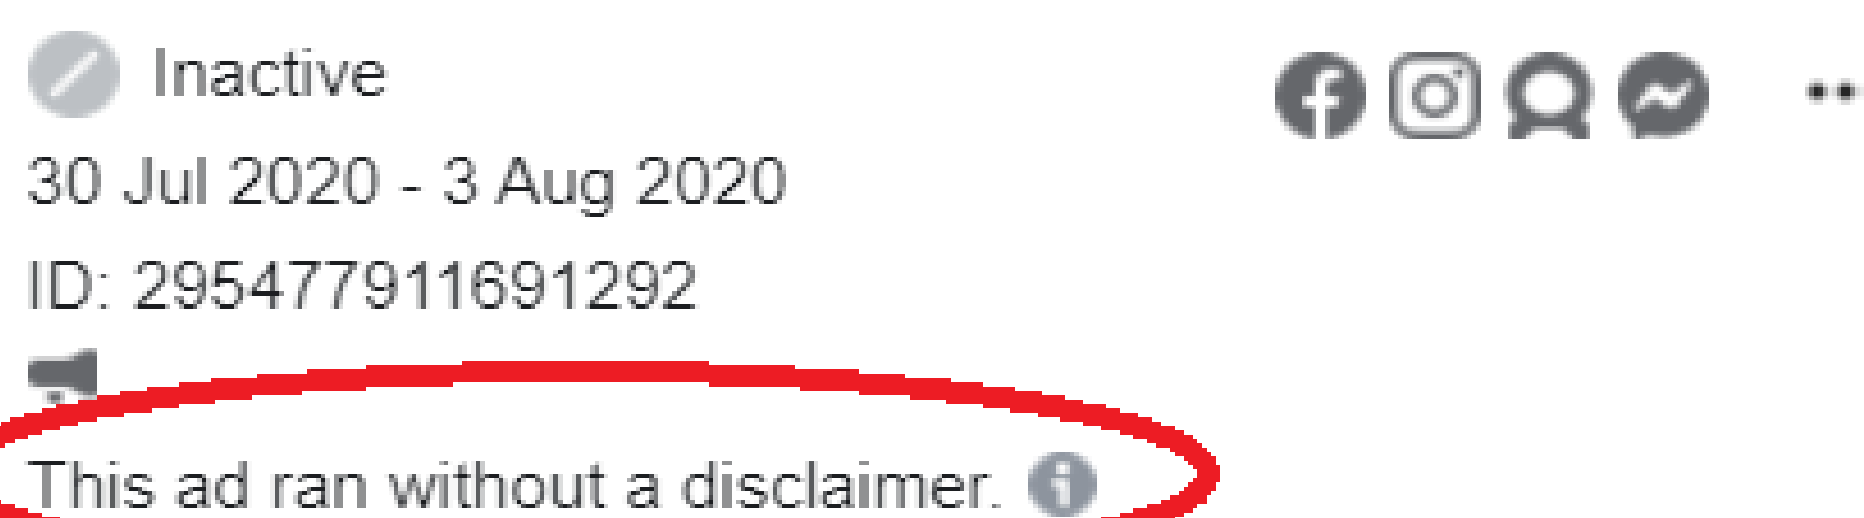 Inactive
30 Jul 2020 - 3 Aug 2020
ID: 295477911691292
This ad ran without a disclaimer.